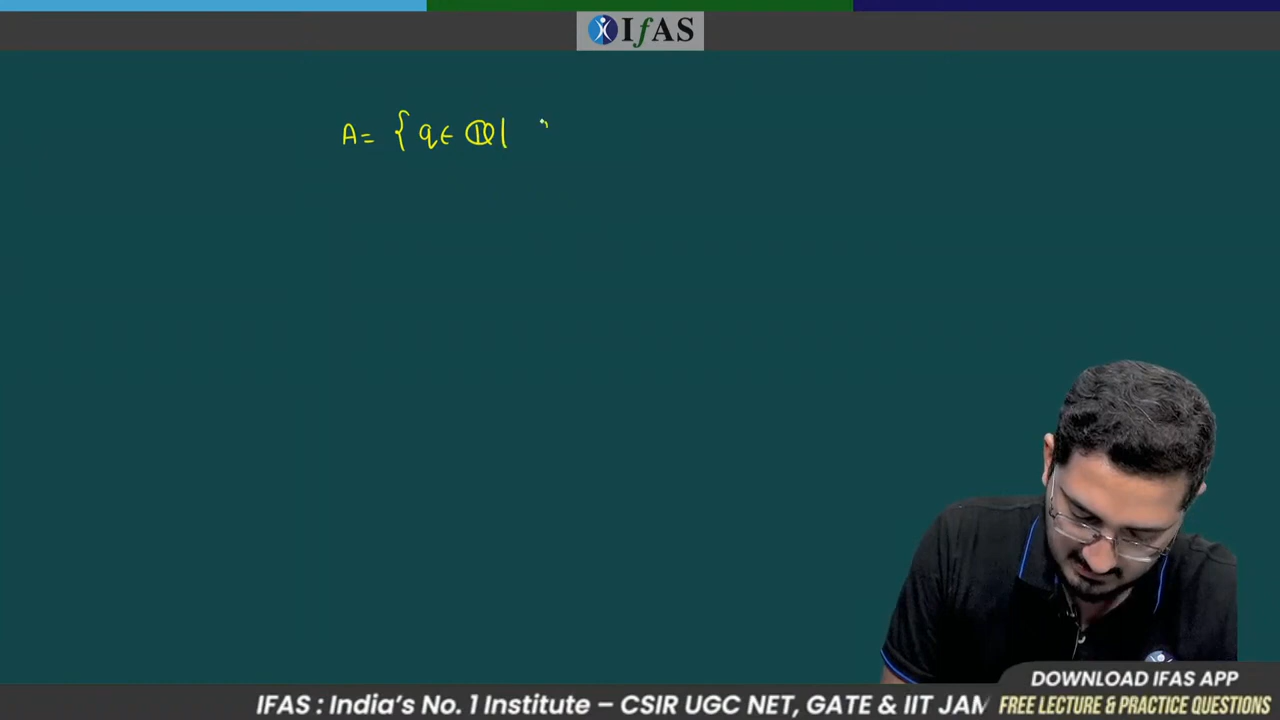 IfAS
A = { q ∈ ℚ |
DOWNLOAD IFAS APP
IFAS : India's No. 1 Institute – CSIR UGC NET, GATE & IIT JAM
FREE LECTURE & PRACTICE QUESTIONS